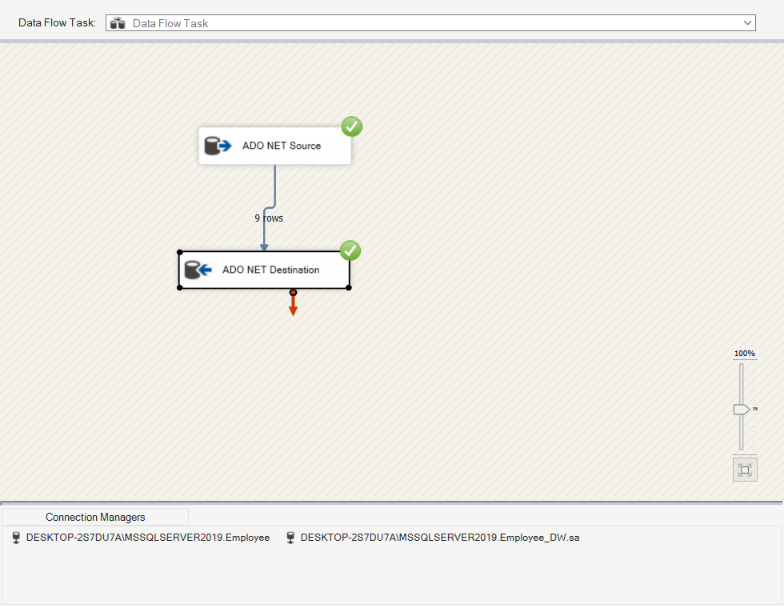 Data Flow Task: Data Flow Task
ADO NET Source
9 rows
ADO NET Destination
100%
Connection Managers
DESKTOP-2S7DU7A\MSSQLSERVER2019.Employee DESKTOP-2S7DU7A\MSSQLSERVER2019.Employee_DW.sa